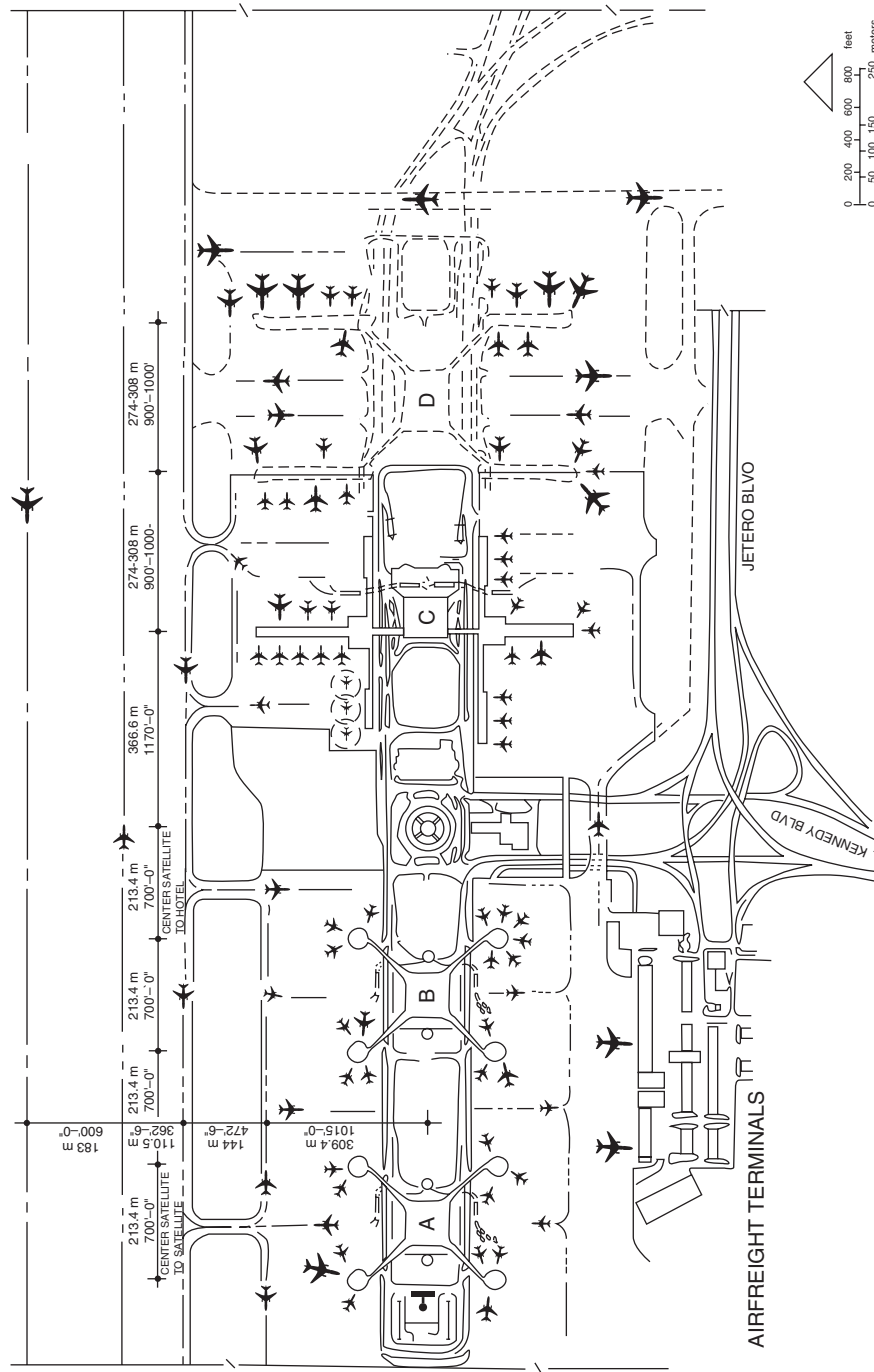 183 m
600'-0"
110.5 m
362'-6"
144 m
472'-6"
309.4 m
1015'-0"
213.4 m
700'-0"
CENTER SATELLITE
TO SATELLITE
213.4 m
700'-0"
213.4 m
700'-0"
213.4 m
700'-0"
CENTER SATELLITE
TO HOTEL
366.6 m
1170'-0"
274-308 m
900'-1000-
274-308 m
900'-1000'
A
B
C
D
AIRFREIGHT TERMINALS
KENNEDY BLVD
JETERO BLVO
0 200 400 600 800 feet
0 50 100 150 250 meters